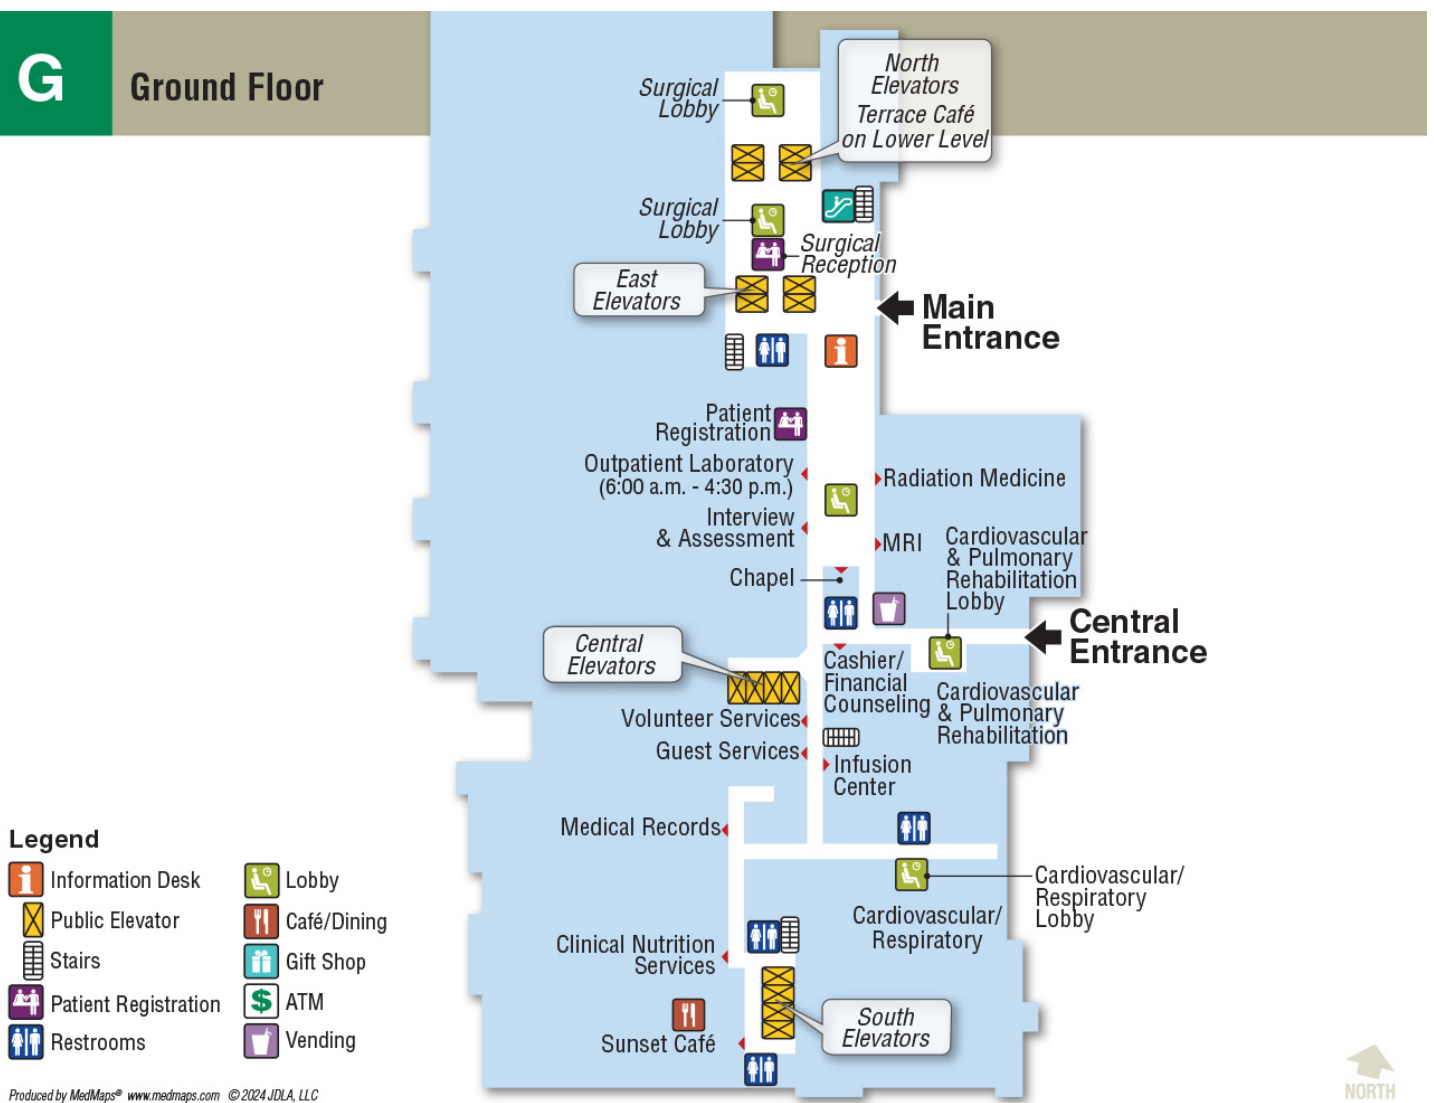 G
Ground Floor
Surgical
Lobby
North
Elevators
Terrace Café
on Lower Level
Surgical
Lobby
Surgical
Reception
East
Elevators
Main
Entrance
i
Patient
Registration
Outpatient Laboratory
(6:00 a.m. - 4:30 p.m.)
Radiation Medicine
Interview
& Assessment
MRI
Cardiovascular
& Pulmonary
Rehabilitation
Lobby
Chapel
Central
Entrance
Central
Elevators
Cashier/
Financial
Counseling
Cardiovascular
& Pulmonary
Rehabilitation
Volunteer Services
Guest Services
Infusion
Center
Medical Records
Cardiovascular/
Respiratory
Lobby
Cardiovascular/
Respiratory
Clinical Nutrition
Services
South
Elevators
Sunset Café
Legend
i Information Desk
Public Elevator
Stairs
Patient Registration
Restrooms
Lobby
Café/Dining
Gift Shop
$ ATM
Vending
Produced by MedMaps® www.medmaps.com © 2024 JDLA, LLC
NORTH